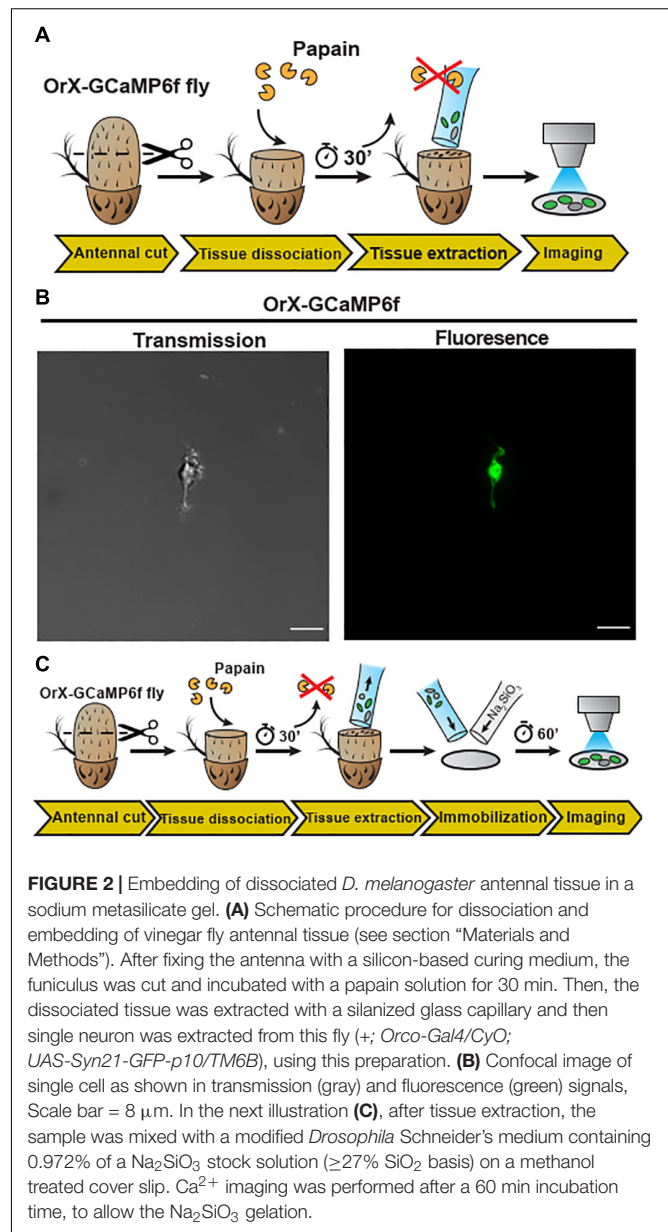 A
Papain
OrX-GCaMP6f fly
30'
Antennal cut
Tissue dissociation
Tissue extraction
Imaging
B
OrX-GCaMP6f
Transmission
Fluoresence
C
Papain
OrX-GCaMP6f fly
30'
Na2SiO3
60'
Antennal cut
Tissue dissociation
Tissue extraction
Immobilization
Imaging
FIGURE 2 | Embedding of dissociated D. melanogaster antennal tissue in a
sodium metasilicate gel. (A) Schematic procedure for dissociation and
embedding of vinegar fly antennal tissue (see section “Materials and
Methods”). After fixing the antenna with a silicon-based curing medium, the
funiculus was cut and incubated with a papain solution for 30 min. Then, the
dissociated tissue was extracted with a silanized glass capillary and then
single neuron was extracted from this fly (+; Orco-Gal4/CyO;
UAS-Syn21-GFP-p10/TM6B), using this preparation. (B) Confocal image of
single cell as shown in transmission (gray) and fluorescence (green) signals,
Scale bar = 8 μm. In the next illustration (C), after tissue extraction, the
sample was mixed with a modified Drosophila Schneider’s medium containing
0.972% of a Na2SiO3 stock solution (≥27% SiO2 basis) on a methanol
treated cover slip. Ca2+ imaging was performed after a 60 min incubation
time, to allow the Na2SiO3 gelation.